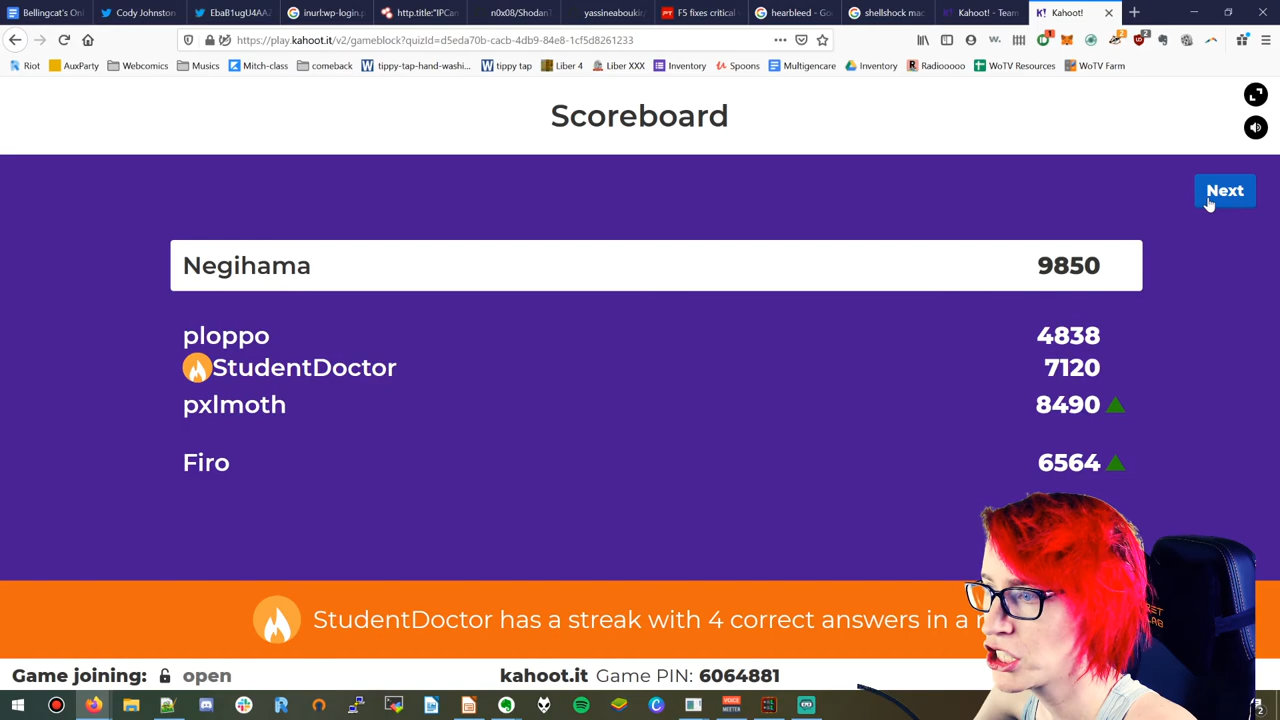 Bellingcat's Onl
Cody Johnston
EbaB1ugU4AA
inurl:wp-login.p
http.title:"IPCan
n0x08/Shodan
yassineaboukir
F5 fixes critical
hearbleed - Goo
shellshock mac
Kahoot! - Team
Kahoot!
https://play.kahoot.it/v2/gameblock?quizId=d5eda70b-cacb-4db9-84e8-1cf5d8261233
Riot AuxParty Webcomics Musics Mitch-class comeback tippy-tap-hand-washi... tippy tap Liber 4 Liber XXX Inventory Spoons Multigencare Inventory Radiooooo WoTV Resources WoTV Farm
Scoreboard
Next
Negihama 9850
ploppo 4838
StudentDoctor 7120
pxlmoth 8490
Firo 6564
StudentDoctor has a streak with 4 correct answers in a
Game joining: open
kahoot.it Game PIN: 6064881